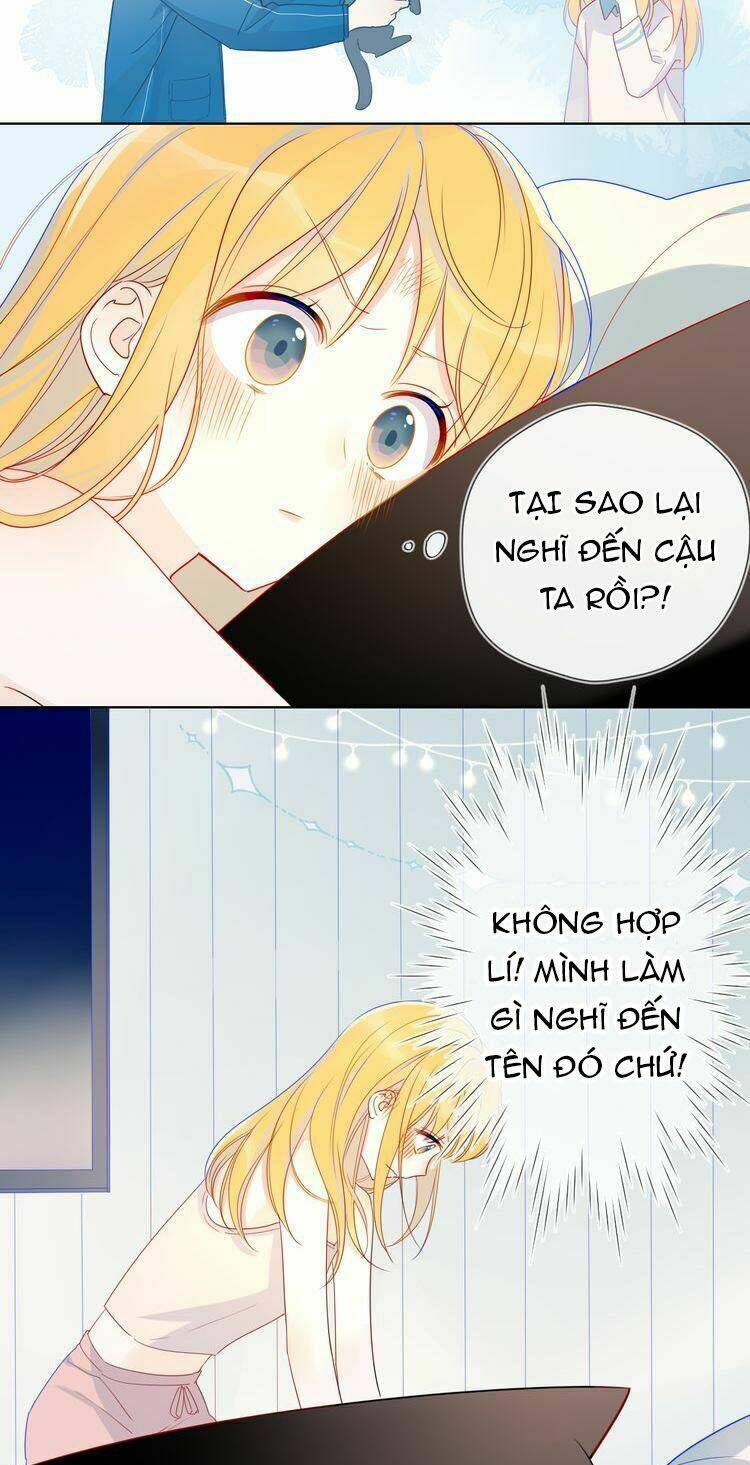 TẠI SAO LẠI
NGHĨ ĐẾN CẬU
TA RỒI?!
KHÔNG HỢP
LÍ! MÌNH LÀM
GÌ NGHĨ ĐẾN
TÊN ĐÓ CHỨ!